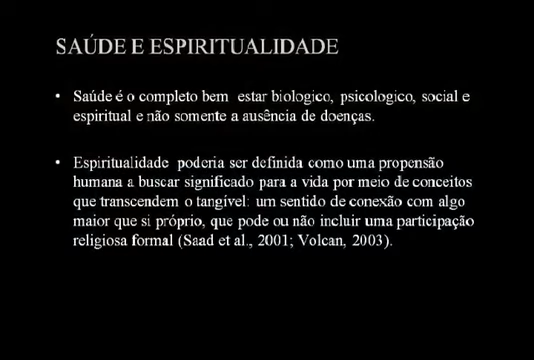 SAÚDE E ESPIRITUALIDADE
• Saúde é o completo bem estar biologico, psicologico, social e
espiritual e não somente a ausência de doenças.
• Espiritualidade poderia ser definida como uma propensão
humana a buscar significado para a vida por meio de conceitos
que transcendem o tangível: um sentido de conexão com algo
maior que si próprio, que pode ou não incluir uma participação
religiosa formal (Saad et al., 2001; Volcan, 2003).